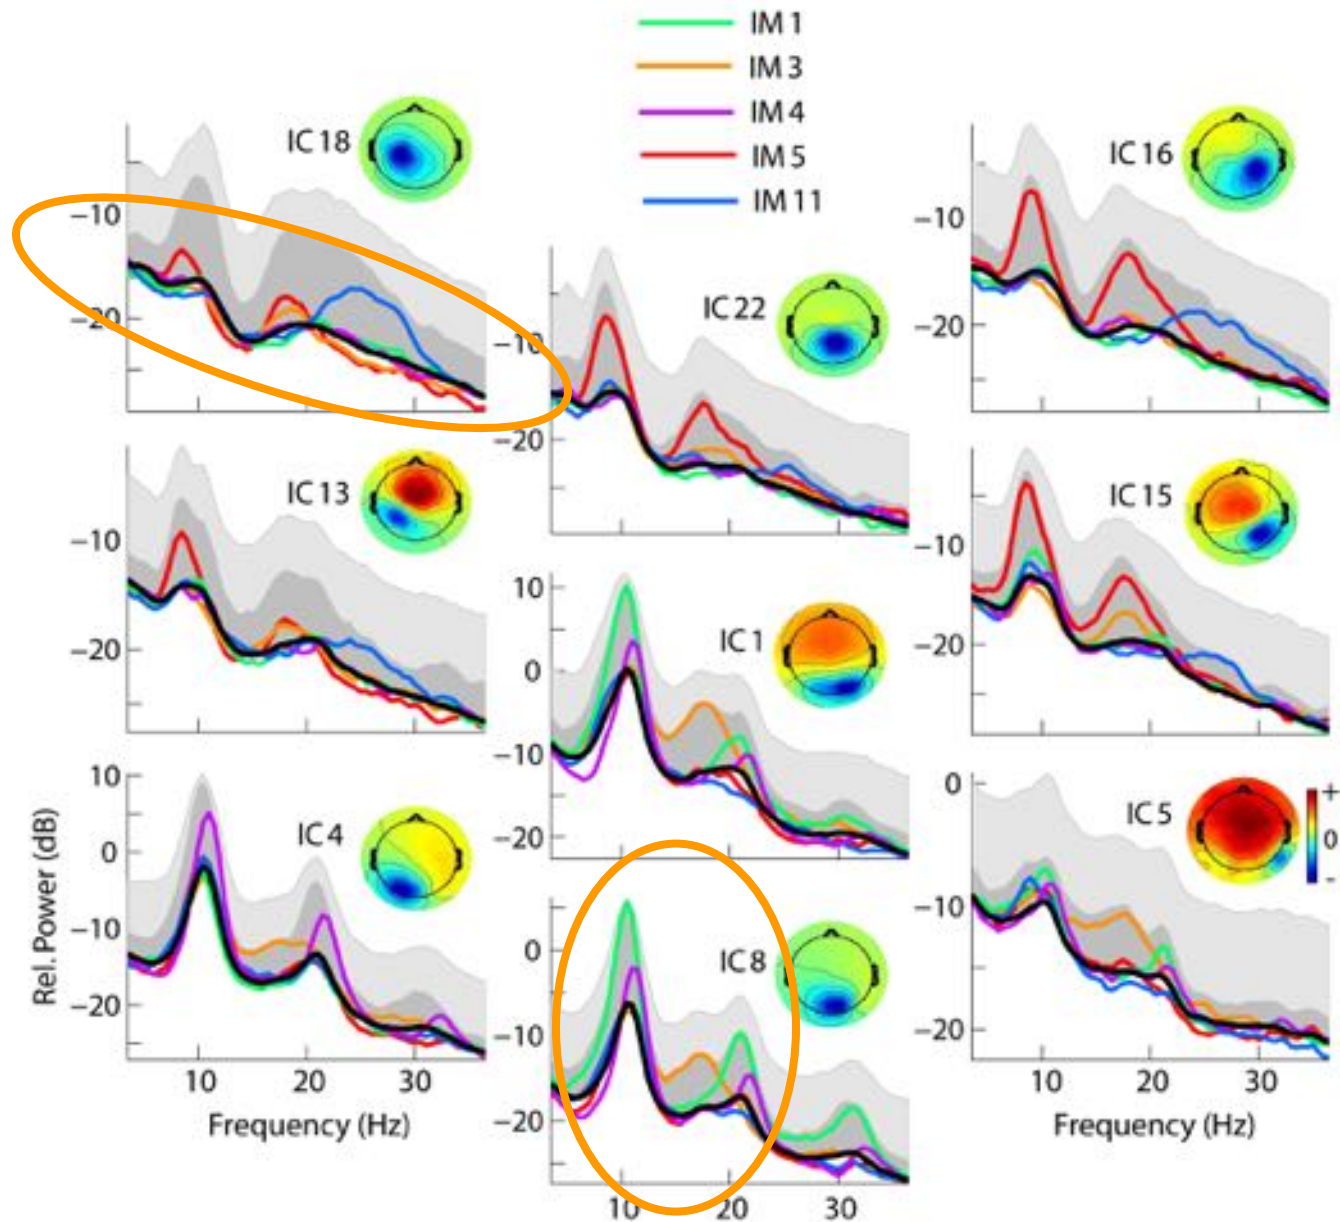 IM 1
IM 3
IM 4
IM 5
IM 11
IC 18
−10
−20
IC 22
−10
−20
IC 16
−10
−20
IC 13
−10
−20
IC 1
10
0
−10
−20
IC 15
−10
−20
IC 4
10
0
−10
−20
Rel. Power (dB)
10 20 30
Frequency (Hz)
IC 8
0
−10
−20
10 20 30
IC 5
0
−10
−20
+
0
-
10 20 30
Frequency (Hz)